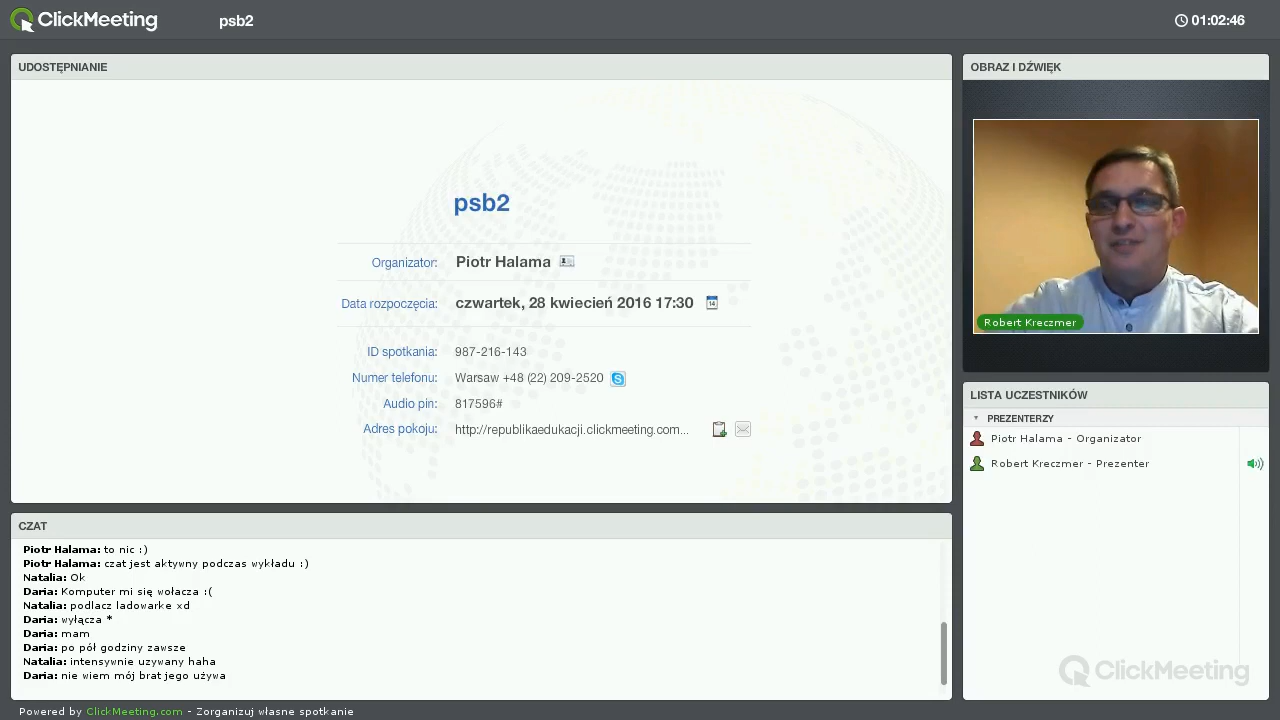 ClickMeeting
psb2
01:02:46
UDOSTĘPNIANIE
psb2
Organizator: Piotr Halama
Data rozpoczęcia: czwartek, 28 kwiecień 2016 17:30
14
ID spotkania: 987-216-143
Numer telefonu: Warsaw +48 (22) 209-2520
Audio pin: 817596#
Adres pokoju: http://republikaedukacji.clickmeeting.com...
OBRAZ I DŹWIĘK
Robert Kreczmer
LISTA UCZESTNIKÓW
PREZENTERZY
Piotr Halama - Organizator
Robert Kreczmer - Prezenter
ClickMeeting
CZAT
Piotr Halama: to nic :)
Piotr Halama: czat jest aktywny podczas wykładu :)
Natalia: Ok
Daria: Komputer mi się wołacza :(
Natalia: podlacz ladowarke xd
Daria: wyłącza *
Daria: mam
Daria: po pół godziny zawsze
Natalia: intensywnie uzywany haha
Daria: nie wiem mój brat jego używa
Powered by ClickMeeting.com - Zorganizuj własne spotkanie